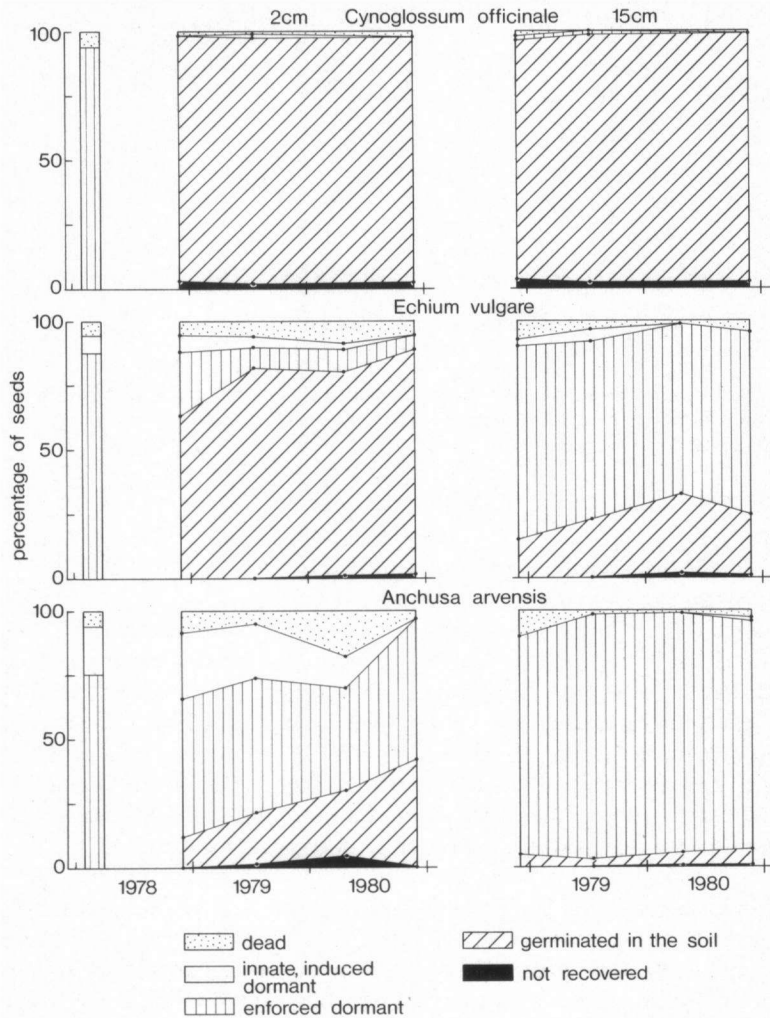 2cm Cynoglossum officinale 15cm
100
50
0
Echium vulgare
100
50
0
percentage of seeds
Anchusa arvensis
100
50
0
1978 1979 1980 1979 1980
dead
innate, induced
dormant
enforced dormant
germinated in the soil
not recovered